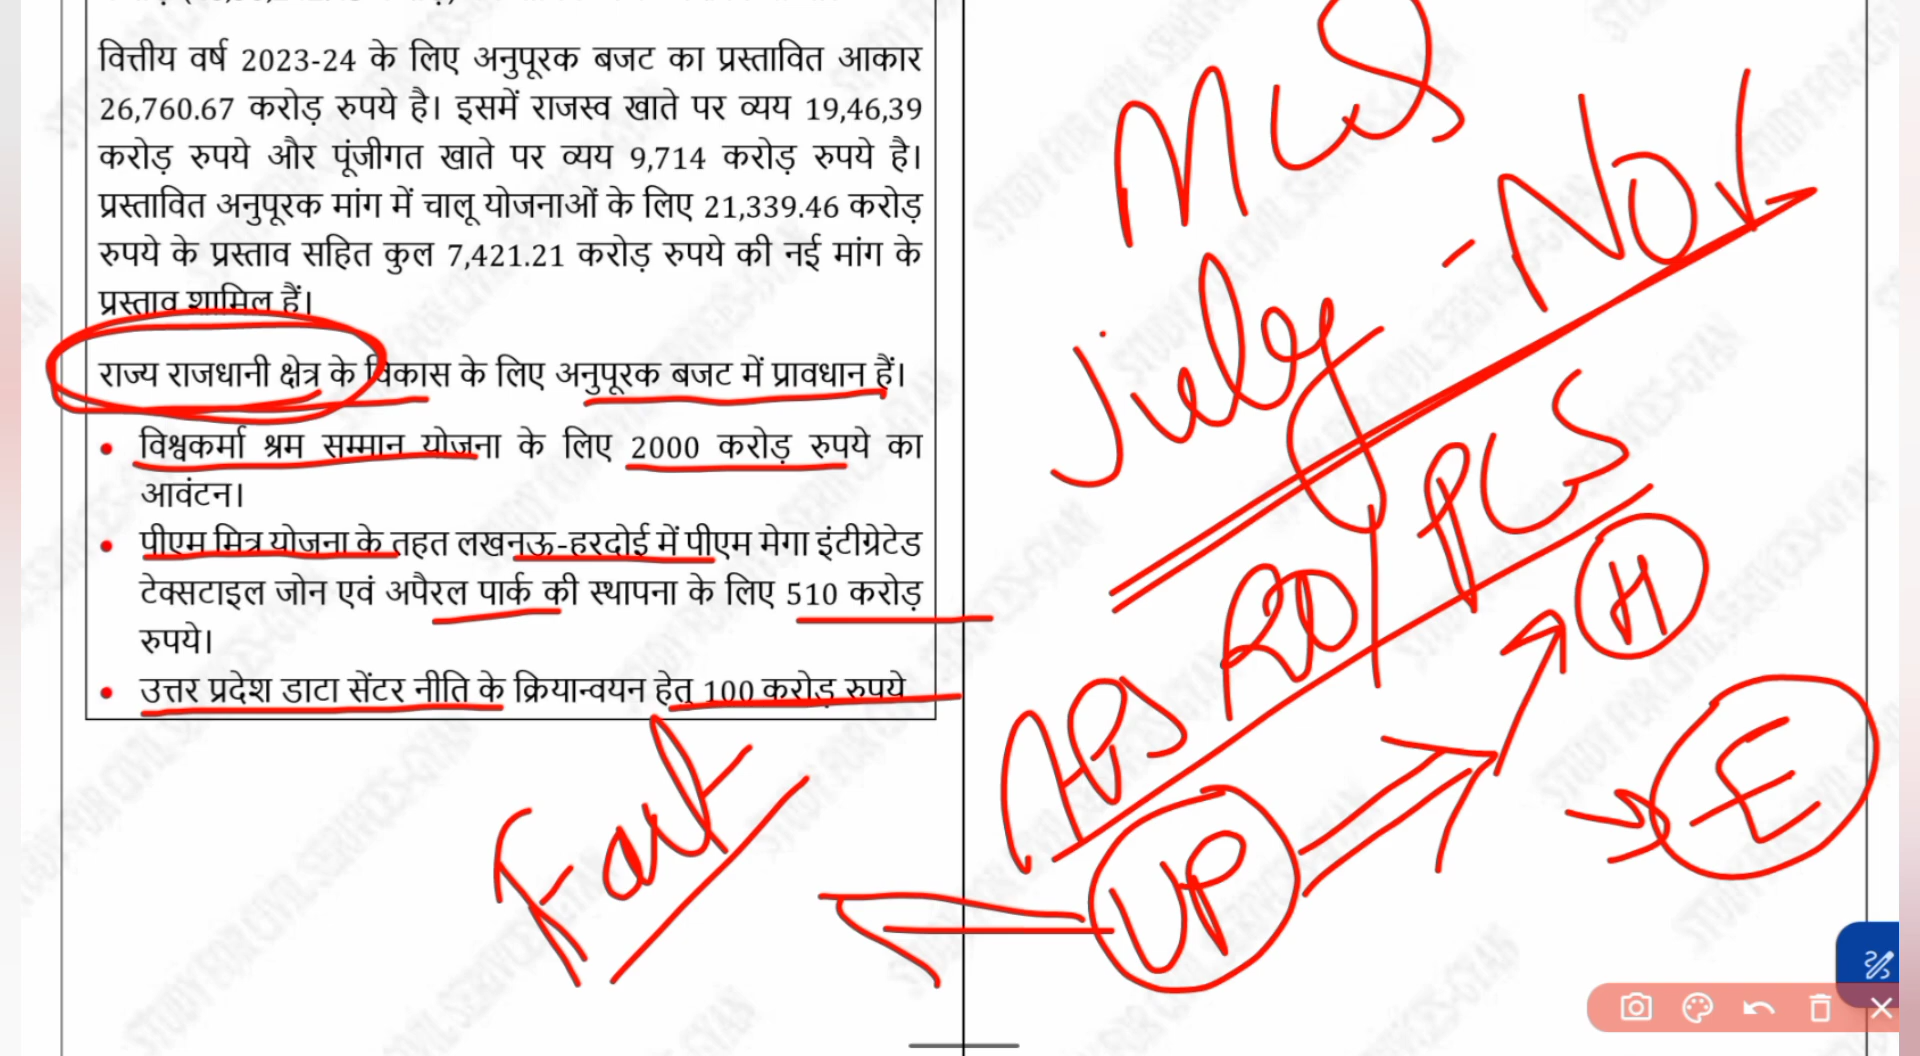 वित्तीय वर्ष 2023-24 के लिए अनुपूरक बजट का प्रस्तावित आकार
26,760.67 करोड़ रुपये है। इसमें राजस्व खाते पर व्यय 19,46,39
करोड़ रुपये और पूंजीगत खाते पर व्यय 9,714 करोड़ रुपये है।
प्रस्तावित अनुपूरक मांग में चालू योजनाओं के लिए 21,339.46 करोड़
रुपये के प्रस्ताव सहित कुल 7,421.21 करोड़ रुपये की नई मांग के
प्रस्ताव शामिल हैं।
राज्य राजधानी क्षेत्र के विकास के लिए अनुपूरक बजट में प्रावधान हैं।
• विश्वकर्मा श्रम सम्मान योजना के लिए 2000 करोड़ रुपये का
आवंटन।
• पीएम मित्र योजना के तहत लखनऊ-हरदोई में पीएम मेगा इंटीग्रेटेड
टेक्सटाइल जोन एवं अपैरल पार्क की स्थापना के लिए 510 करोड़
रुपये।
• उत्तर प्रदेश डाटा सेंटर नीति के क्रियान्वयन हेतु 100 करोड़ रुपये
July - Nov
RO/PCS
H
E
UP